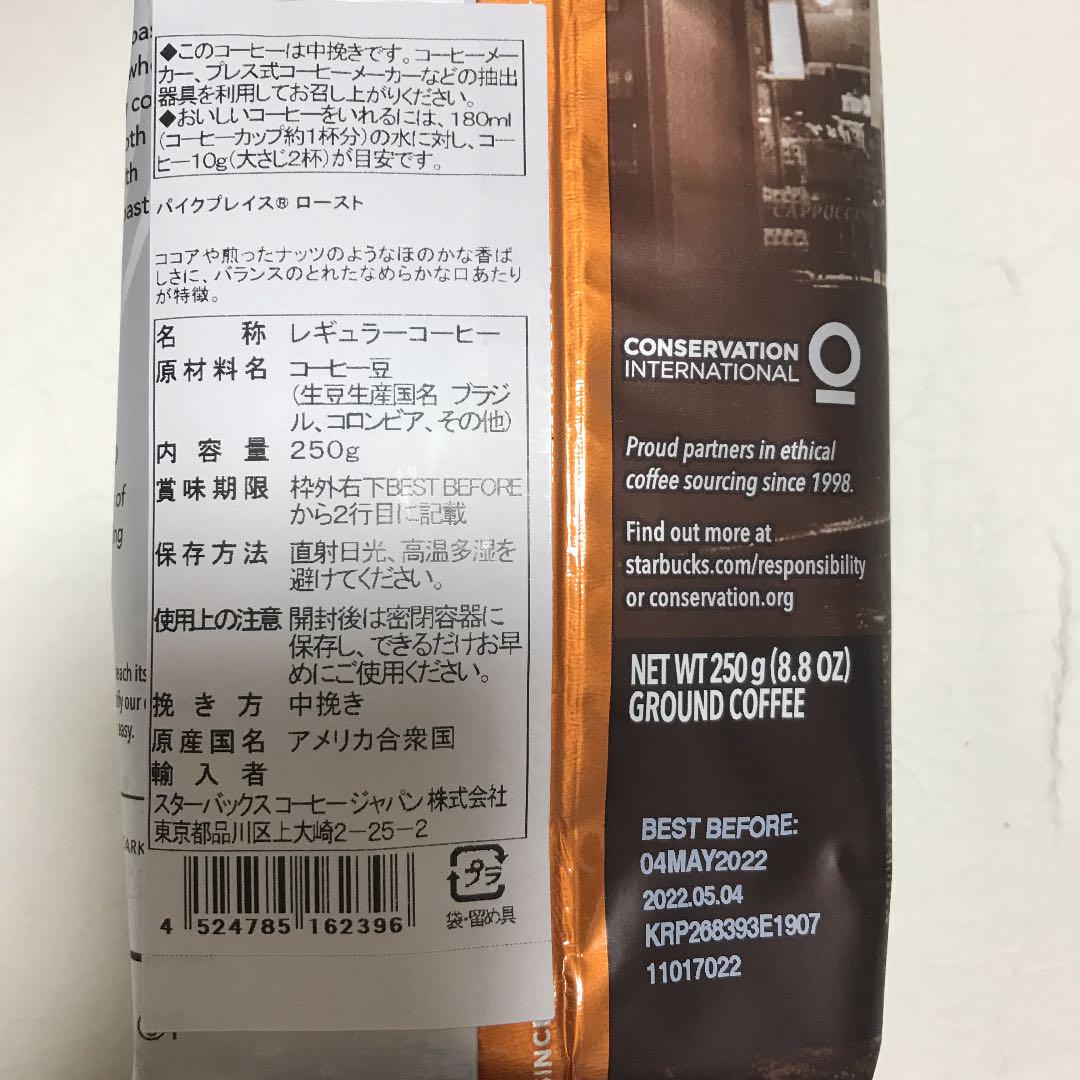 ◆このコーヒーは中挽きです。コーヒーメー
カー、プレス式コーヒーメーカーなどの抽出
器具を利用してお召し上がりください。
◆おいしいコーヒーをいれるには、180ml
(コーヒーカップ約1杯分)の水に対し、コー
ヒー10g(大さじ2杯)が目安です。
パイクプレイス® ロースト
ココアや煎ったナッツのようなほのかな香ば
しさに、バランスのとれたなめらかな口あたり
が特徴。
名 称 レギュラーコーヒー
原材料名 コーヒー豆
(生豆生産国名 ブラジ
ル、コロンビア、その他)
内容量 250g
賞味期限 枠外右下BEST BEFORE
から2行目に記載
保存方法 直射日光、高温多湿を
避けてください。
使用上の注意 開封後は密閉容器に
保存し、できるだけお早
めにご使用ください。
挽き方 中挽き
原産国名 アメリカ合衆国
輸入者
スターバックス コーヒー ジャパン 株式会社
東京都品川区上大崎2-25-2
4 524785 162396
プラ
袋・留め具
of
each its
easy.
CAPPUCCINO
CONSERVATION
INTERNATIONAL
Proud partners in ethical
coffee sourcing since 1998.
Find out more at
starbucks.com/responsibility
or conservation.org
NET WT 250 g (8.8 OZ)
GROUND COFFEE
BEST BEFORE:
04MAY2022
2022.05.04
KRP268393E1907
11017022